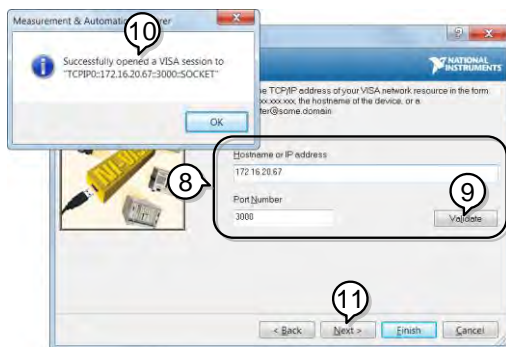 Measurement & Automation Explorer
10
Successfully opened a VISA session to
"TCPIP0::172.16.20.67::3000::SOCKET"
OK
NATIONAL
INSTRUMENTS
TCP/IP address of your VISA network resource in the form
xxx.xxx, the hostname of the device, or a
@some.domain.
8
Hostname or IP address
172.16.20.67
Port Number
3000
9
Validate
11
< Back
Next >
Finish
Cancel